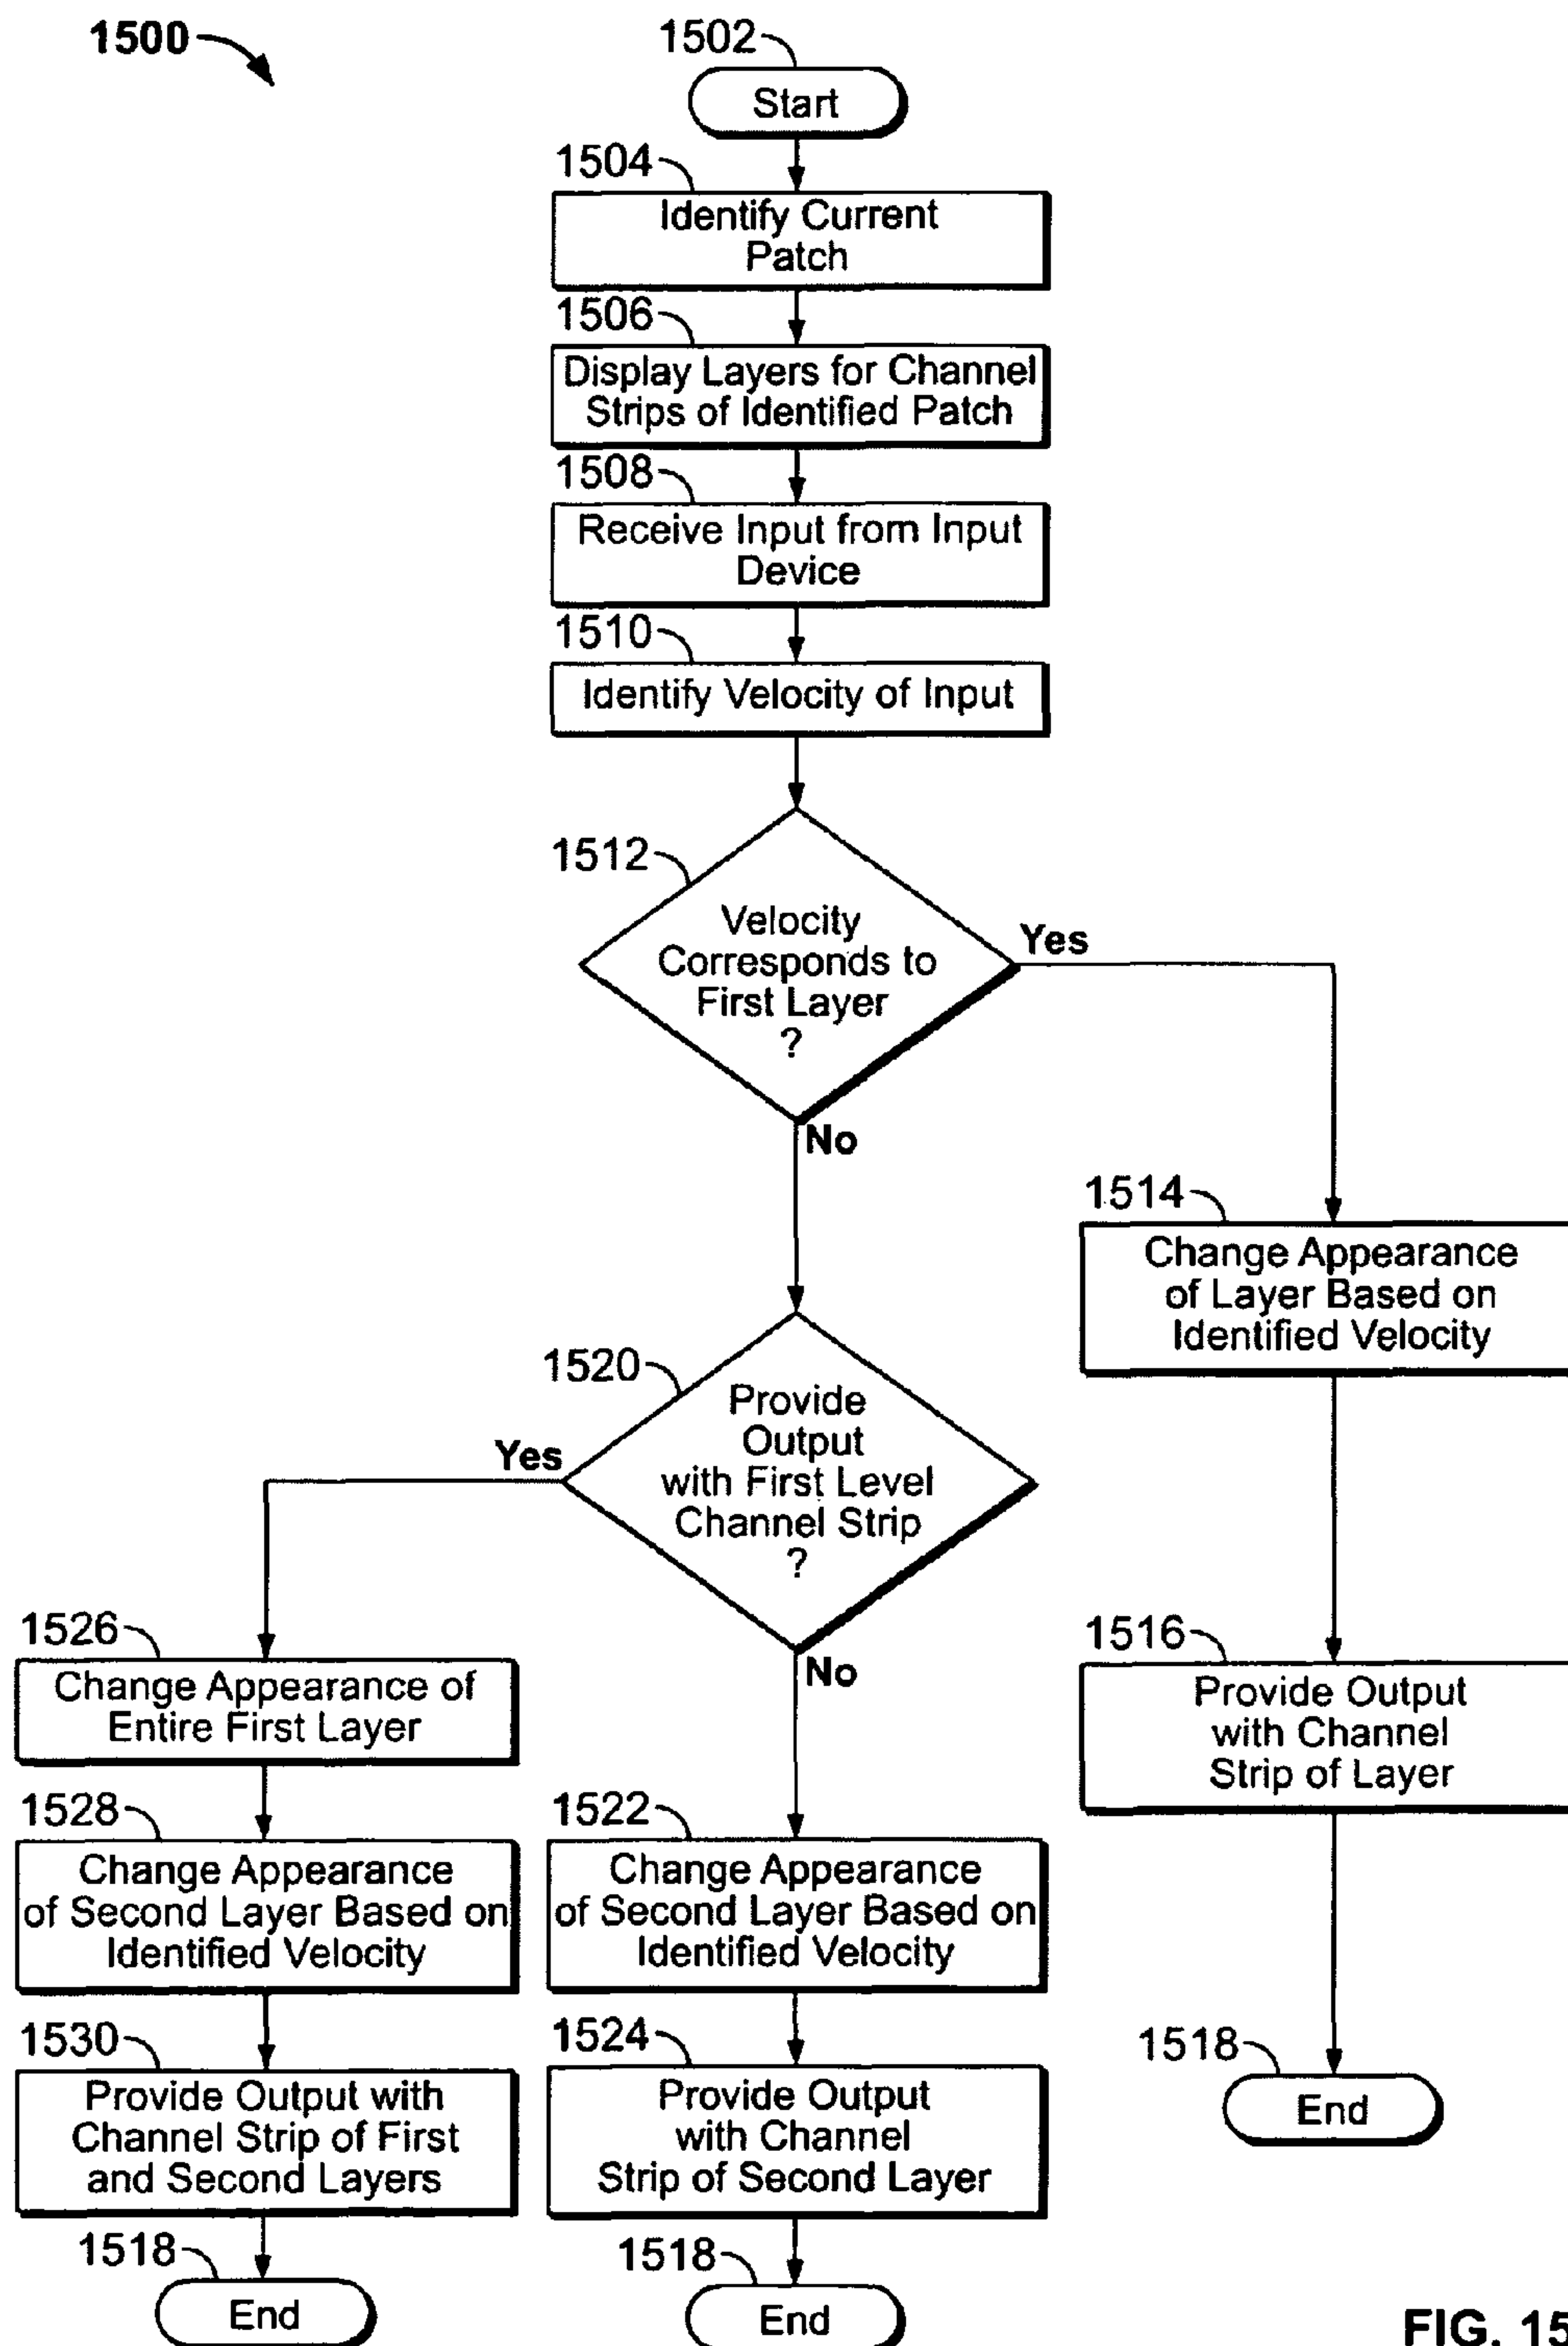 1500
1502
Start
1504
Identify Current
Patch
1506
Display Layers for Channel
Strips of Identified Patch
1508
Receive Input from Input
Device
1510
Identify Velocity of Input
1512
Velocity
Corresponds to
First Layer
?
Yes
No
1514
Change Appearance
of Layer Based on
Identified Velocity
1516
Provide Output
with Channel
Strip of Layer
1518
End
1520
Provide
Output
with First Level
Channel Strip
?
Yes
No
1526
Change Appearance of
Entire First Layer
1528
Change Appearance
of Second Layer Based on
Identified Velocity
1530
Provide Output with
Channel Strip of First
and Second Layers
1518
End
1522
Change Appearance
of Second Layer Based on
Identified Velocity
1524
Provide Output
with Channel
Strip of Second Layer
1518
End
FIG. 15